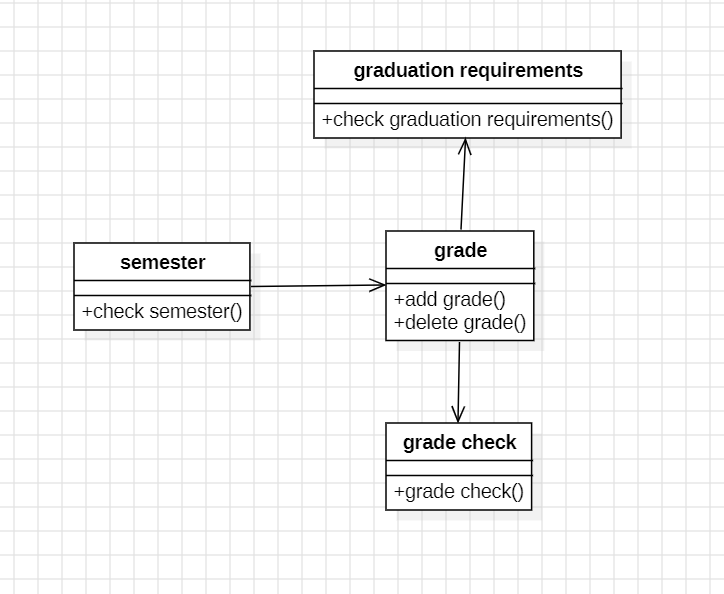 graduation requirements
+check graduation requirements()
semester
+check semester()
grade
+add grade()
+delete grade()
grade check
+grade check()